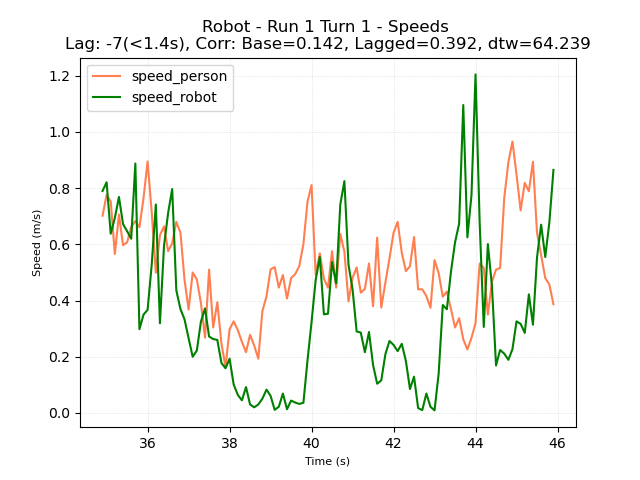 Robot - Run 1 Turn 1 - Speeds
Lag: -7(<1.4s), Corr: Base=0.142, Lagged=0.392, dtw=64.239
speed_person
speed_robot
Speed (m/s)
1.2
1.0
0.8
0.6
0.4
0.2
0.0
36 38 40 42 44 46
Time (s)